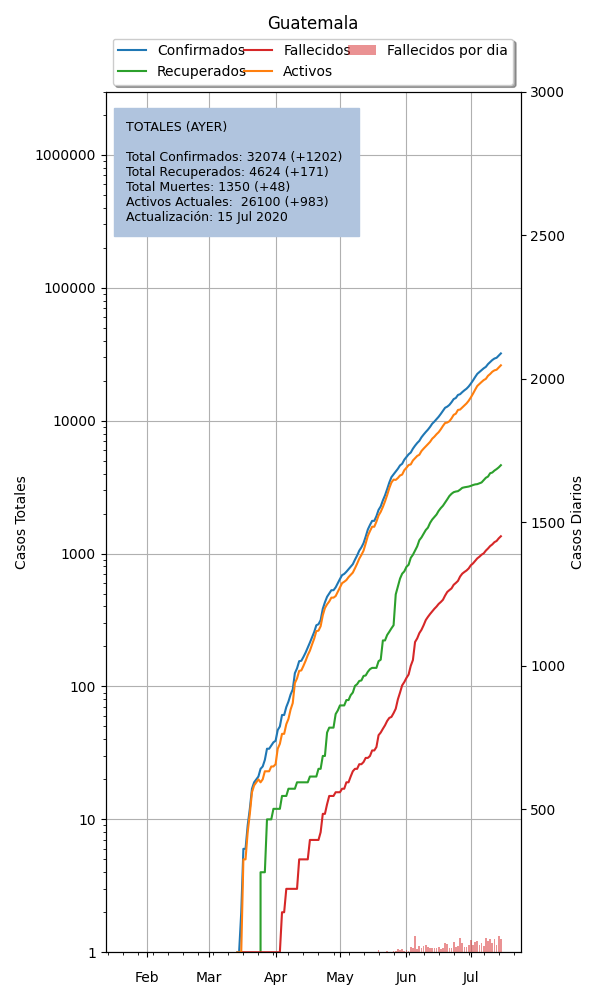 Guatemala
Confirmados Fallecidos Fallecidos por dia
Recuperados Activos
TOTALES (AYER)
Total Confirmados: 32074 (+1202)
Total Recuperados: 4624 (+171)
Total Muertes: 1350 (+48)
Activos Actuales:  26100 (+983)
Actualización: 15 Jul 2020
Casos Totales
1000000
100000
10000
1000
100
10
1
3000
2500
2000
1500
1000
500
Casos Diarios
Feb Mar Apr May Jun Jul